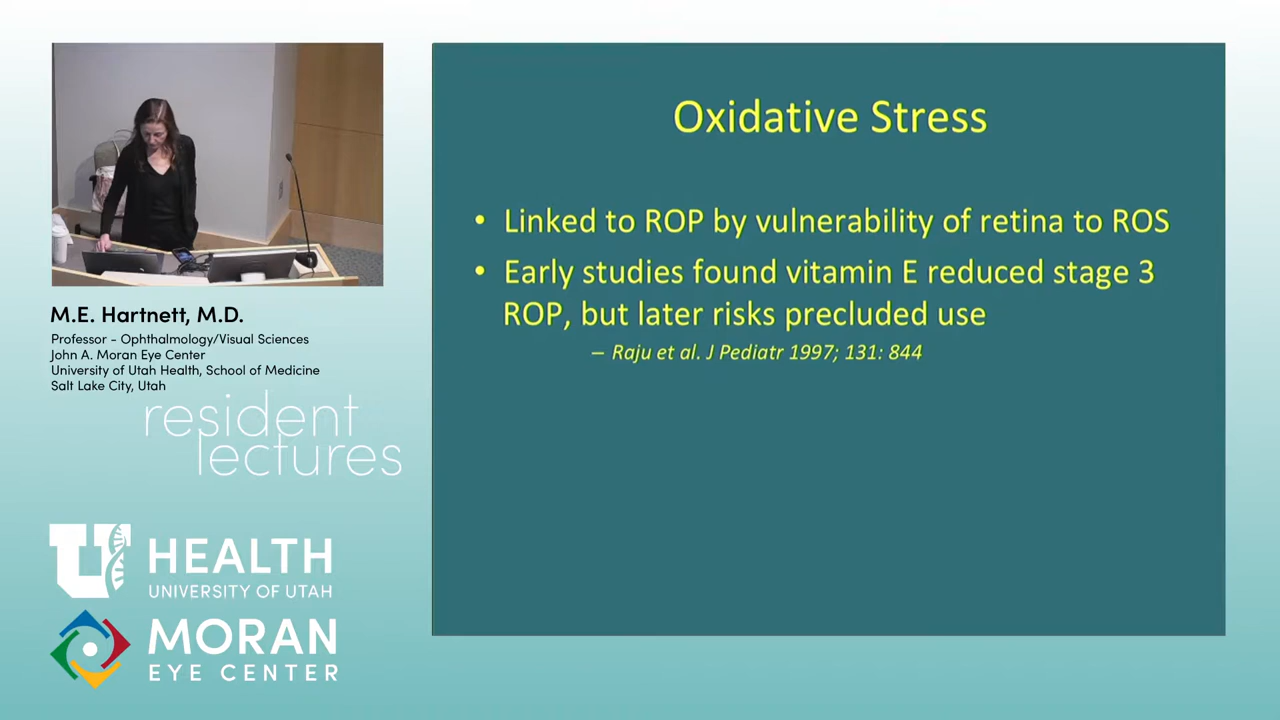 Oxidative Stress
• Linked to ROP by vulnerability of retina to ROS
• Early studies found vitamin E reduced stage 3
ROP, but later risks precluded use
– Raju et al. J Pediatr 1997; 131: 844
M.E. Hartnett, M.D.
Professor - Ophthalmology/Visual Sciences
John A. Moran Eye Center
University of Utah Health, School of Medicine
Salt Lake City, Utah
resident
lectures
U HEALTH
UNIVERSITY OF UTAH
MORAN
EYE CENTER